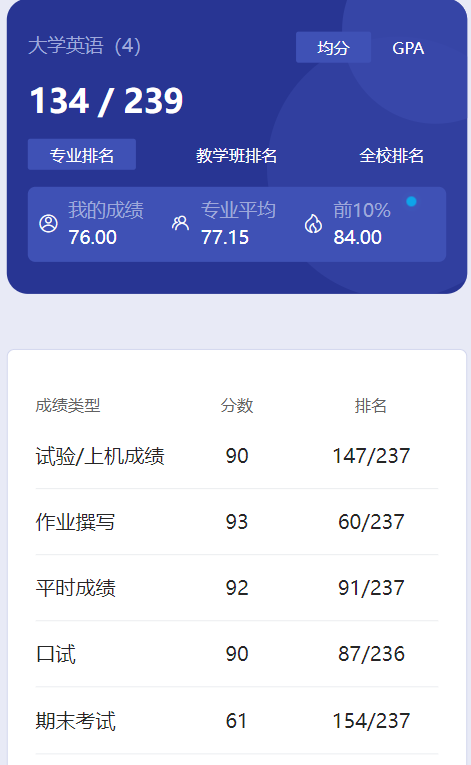 大学英语（4） 均分 GPA
134 / 239
专业排名 教学班排名 全校排名
我的成绩 专业平均 前10%
76.00 77.15 84.00
成绩类型 分数 排名
试验/上机成绩 90 147/237
作业撰写 93 60/237
平时成绩 92 91/237
口试 90 87/236
期末考试 61 154/237